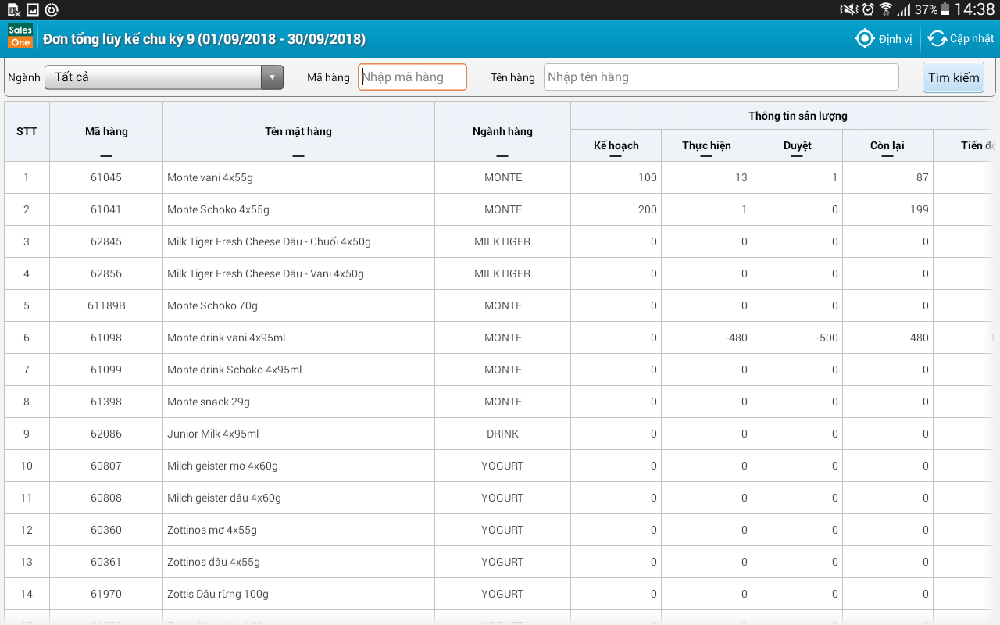 37% 14:38
Sales One
Đơn tổng lũy kế chu kỳ 9 (01/09/2018 - 30/09/2018)
Định vị
Cập nhật
Ngành Tất cả Mã hàng Nhập mã hàng Tên hàng Nhập tên hàng Tìm kiếm
STT Mã hàng Tên mặt hàng Ngành hàng Thông tin sản lượng
Kế hoạch Thực hiện Duyệt Còn lại Tiến
1 61045 Monte vani 4x55g MONTE 100 13 1 87
2 61041 Monte Schoko 4x55g MONTE 200 1 0 199
3 62845 Milk Tiger Fresh Cheese Dâu - Chuối 4x50g MILKTIGER 0 0 0 0
4 62856 Milk Tiger Fresh Cheese Dâu - Vani 4x50g MILKTIGER 0 0 0 0
5 61189B Monte Schoko 70g MONTE 0 0 0 0
6 61098 Monte drink vani 4x95ml MONTE 0 -480 -500 480
7 61099 Monte drink Schoko 4x95ml MONTE 0 0 0 0
8 61398 Monte snack 29g MONTE 0 0 0 0
9 62086 Junior Milk 4x95ml DRINK 0 0 0 0
10 60807 Milch geister mơ 4x60g YOGURT 0 0 0 0
11 60808 Milch geister dâu 4x60g YOGURT 0 0 0 0
12 60360 Zottinos mơ 4x55g YOGURT 0 0 0 0
13 60361 Zottinos dâu 4x55g YOGURT 0 0 0 0
14 61970 Zottis Dâu rừng 100g YOGURT 0 0 0 0